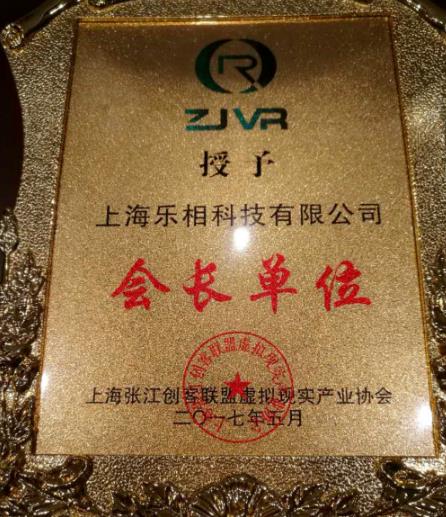 ZJVR
授予
上海乐相科技有限公司
会长单位
上海张江创客联盟虚拟现实产业协会
二〇一七年五月